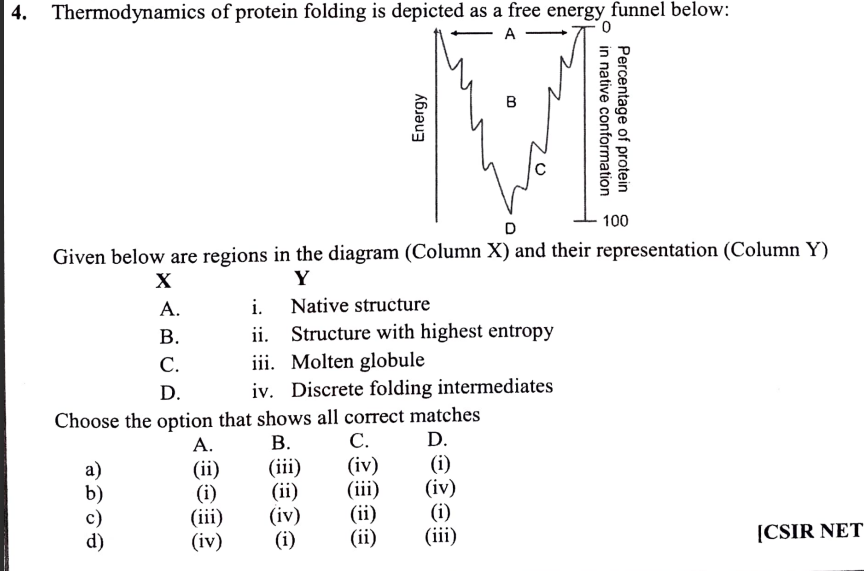 4. Thermodynamics of protein folding is depicted as a free energy funnel below:
A
0
Energy
B
C
D
Percentage of protein
in native conformation
100
Given below are regions in the diagram (Column X) and their representation (Column Y)
X Y
A. i. Native structure
B. ii. Structure with highest entropy
C. iii. Molten globule
D. iv. Discrete folding intermediates
Choose the option that shows all correct matches
A. B. C. D.
a) (ii) (iii) (iv) (i)
b) (i) (ii) (iii) (iv)
c) (iii) (iv) (ii) (i)
d) (iv) (i) (ii) (iii)
[CSIR NET